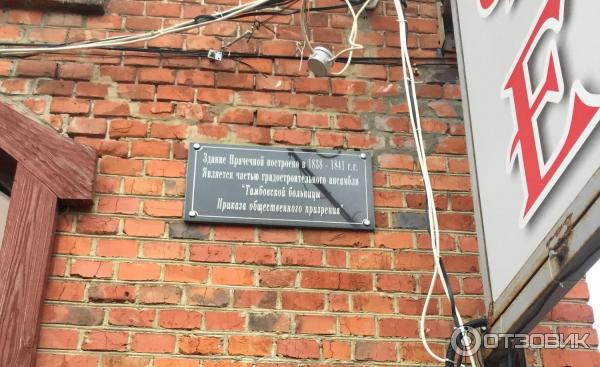 Здание Прачечной построено в 1838 - 1841 г.г.
Является частью градостроительного ансамбля
"Тамбовской больницы
Приказа общественного призрения"
Е
ОТЗОВИК